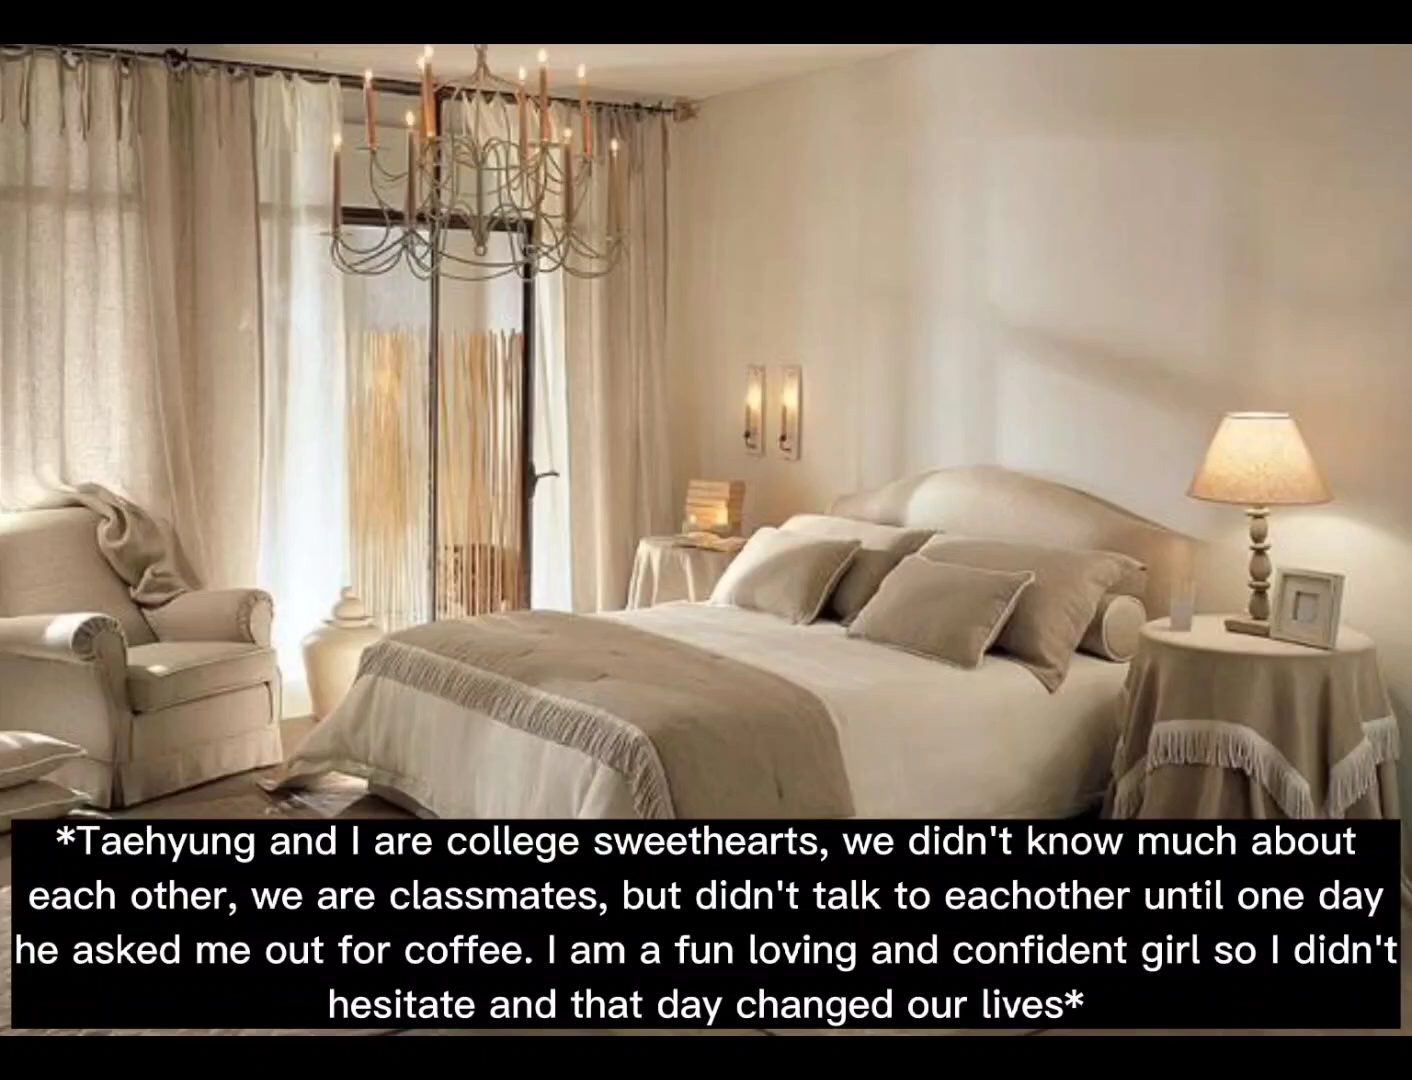 *Taehyung and I are college sweethearts, we didn't know much about
each other, we are classmates, but didn't talk to eachother until one day
he asked me out for coffee. I am a fun loving and confident girl so I didn't
hesitate and that day changed our lives*